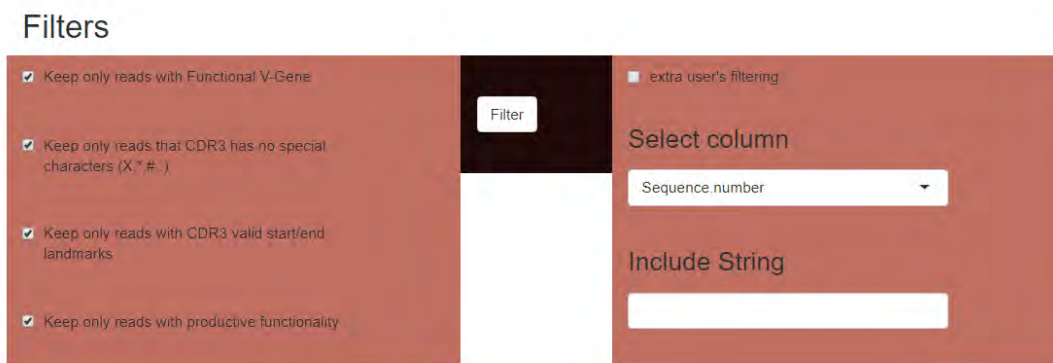 Filters
Keep only reads with Functional V-Gene
Keep only reads that CDR3 has no special
characters (X,*,#..)
Keep only reads with CDR3 valid start/end
landmarks
Keep only reads with productive functionality
Filter
extra user's filtering
Select column
Sequence.number
Include String